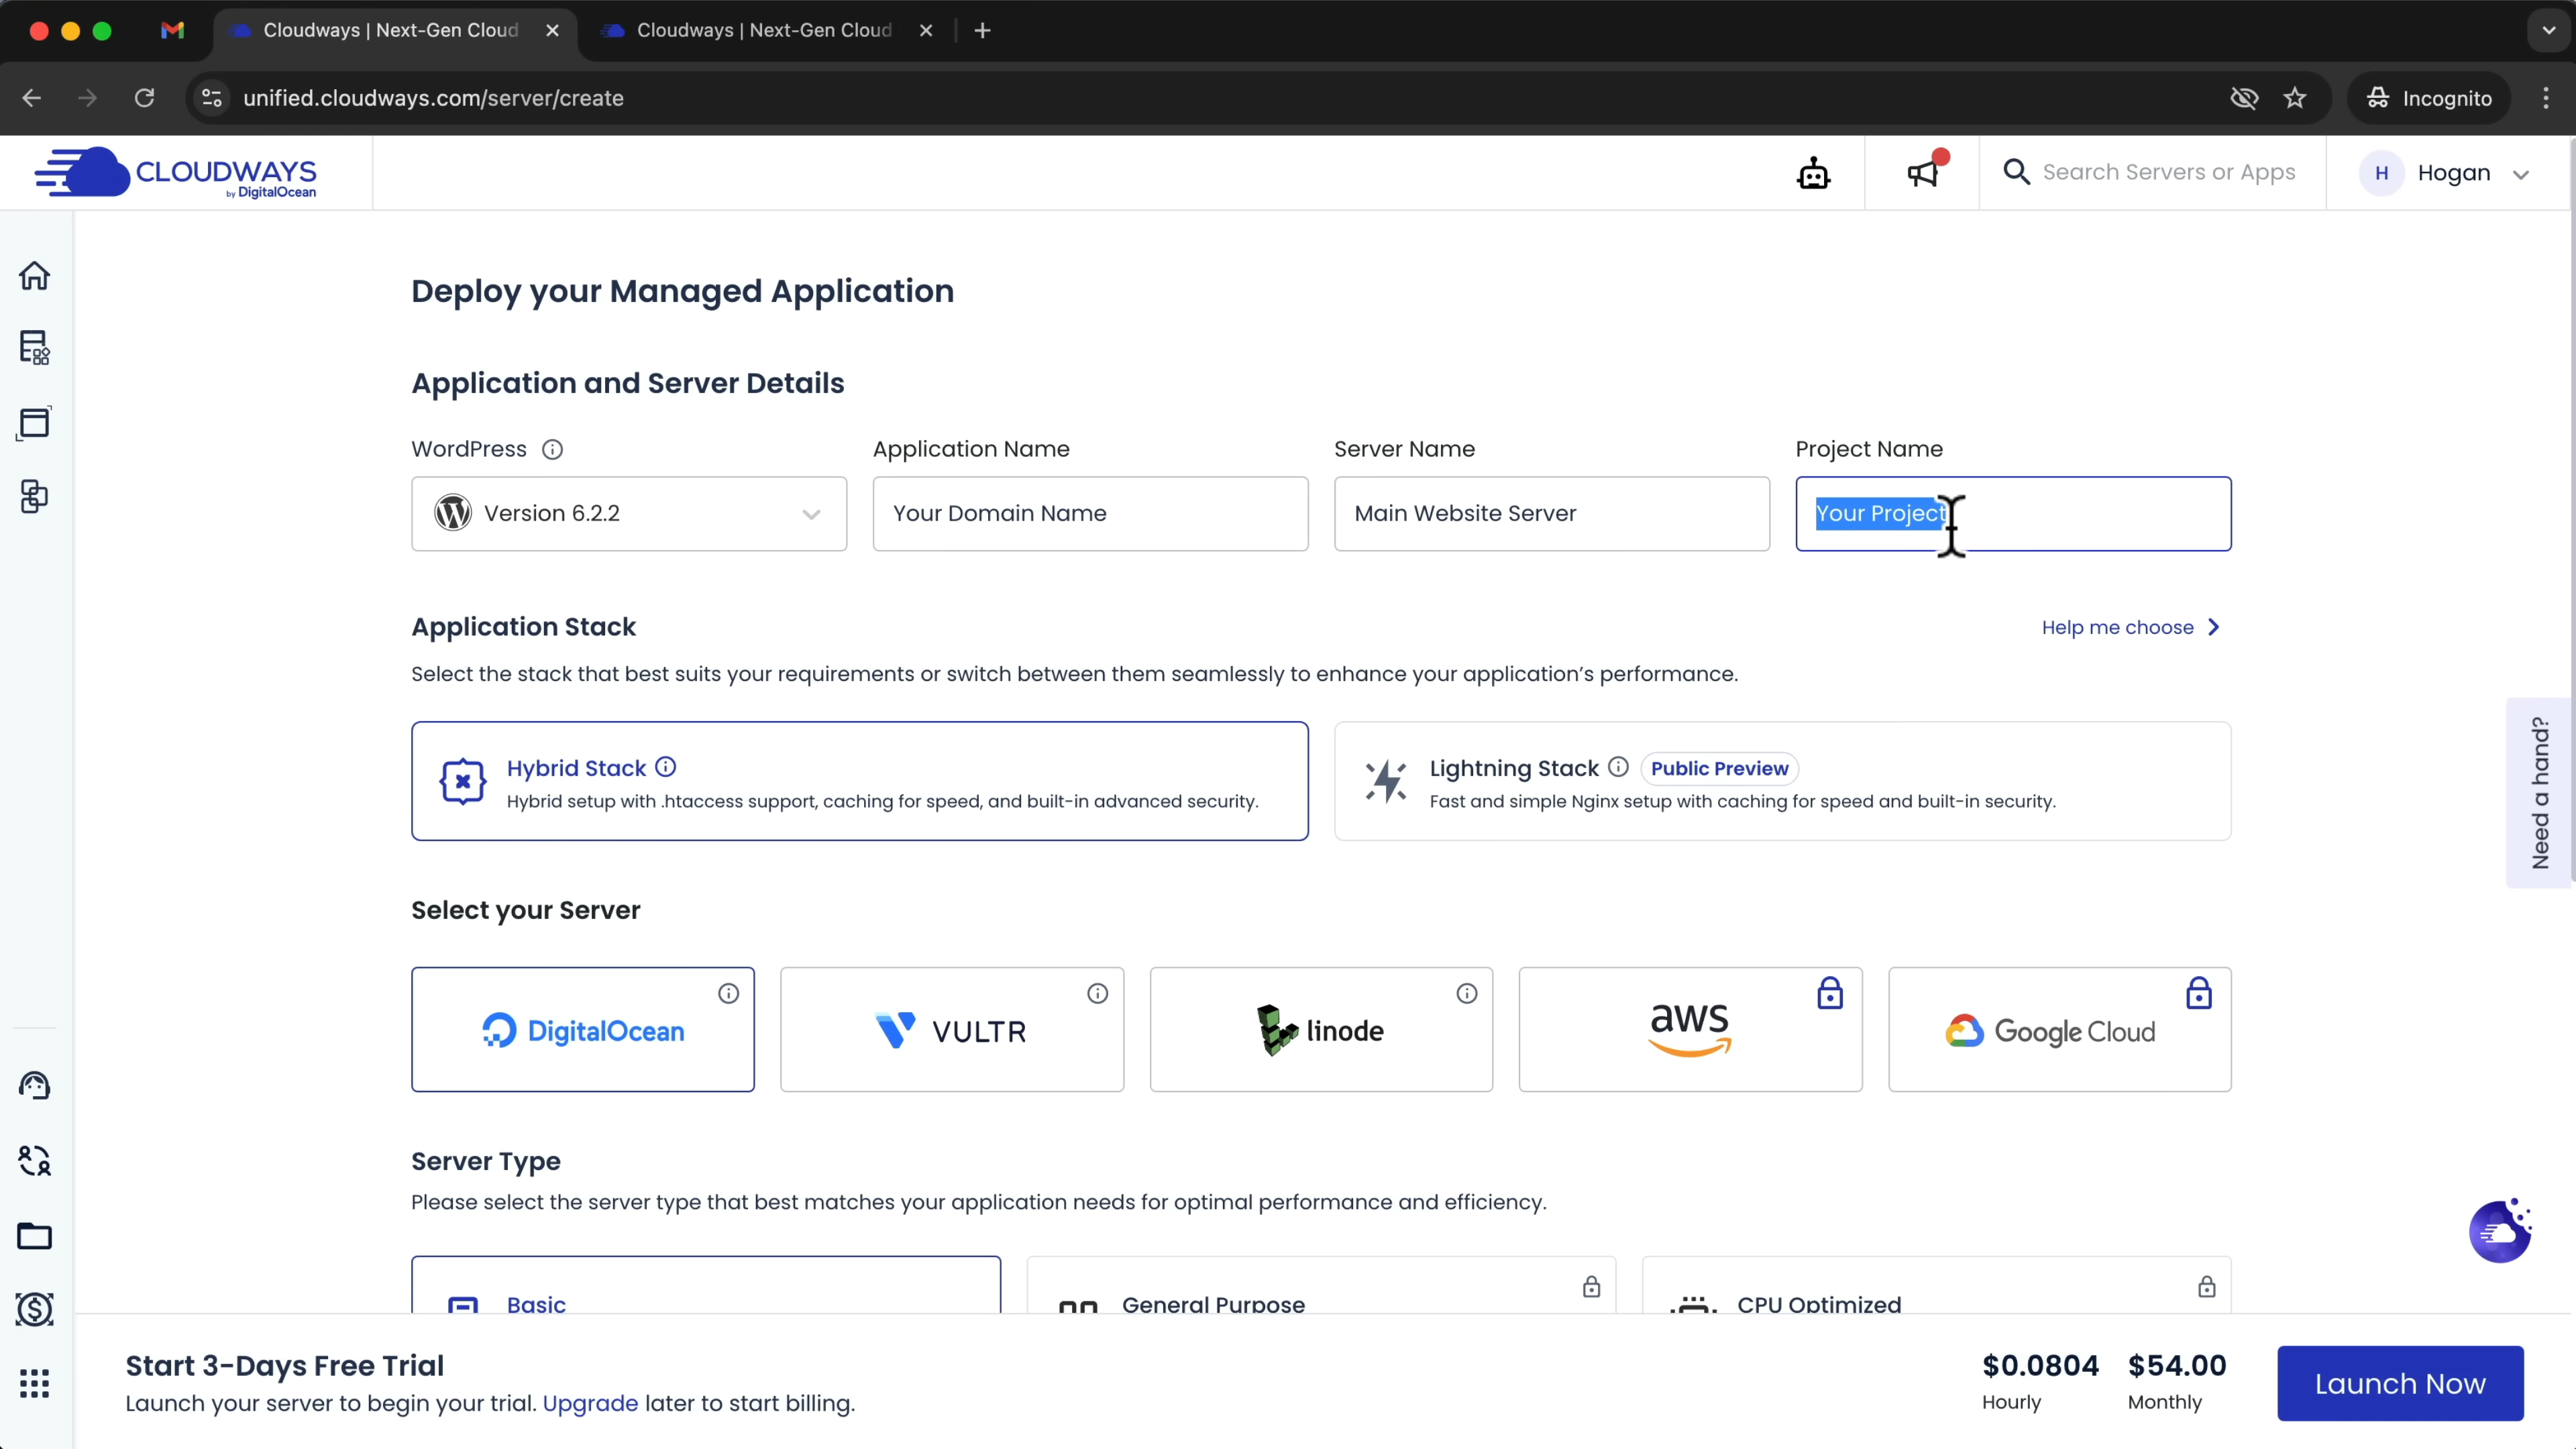 Cloudways | Next-Gen Cloud
Cloudways | Next-Gen Cloud
unified.cloudways.com/server/create
Incognito
CLOUDWAYS
by DigitalOcean
Search Servers or Apps
H
Hogan
Deploy your Managed Application
Application and Server Details
WordPress
Application Name
Server Name
Project Name
Version 6.2.2
Your Domain Name
Main Website Server
Your Project
Application Stack
Help me choose
Select the stack that best suits your requirements or switch between them seamlessly to enhance your application's performance.
Hybrid Stack
Hybrid setup with .htaccess support, caching for speed, and built-in advanced security.
Lightning Stack
Public Preview
Fast and simple Nginx setup with caching for speed and built-in security.
Need a hand?
Select your Server
DigitalOcean
VULTR
linode
aws
Google Cloud
Server Type
Please select the server type that best matches your application needs for optimal performance and efficiency.
Basic
General Purpose
CPU Optimized
Start 3-Days Free Trial
Launch your server to begin your trial. Upgrade later to start billing.
$0.0804
Hourly
$54.00
Monthly
Launch Now